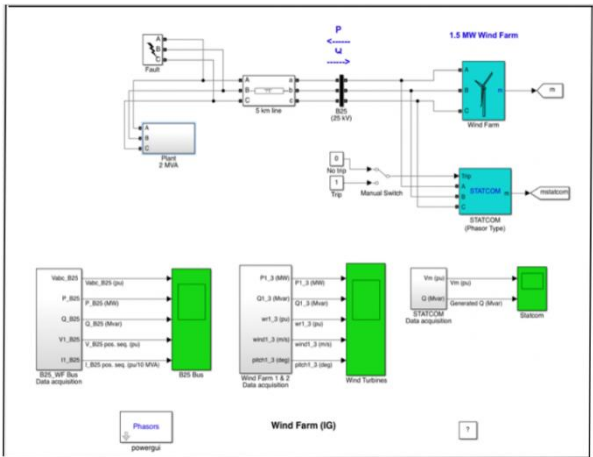 P
<------
Q
------>
1.5 MW Wind Farm
A
B
C
Fault
A
B
C
a
b
c
5 km line
B25
(25 kV)
A
B
C
m
Wind Farm
m
A
B
C
Plant
2 MVA
0
No trip
1
Trip
Manual Switch
Trip
A
B
C
STATCOM
m
mstatcom
STATCOM
(Phasor Type)
Vabc_B25
Vabc_B25 (pu)
P_B25
P_B25 (MW)
Q_B25
Q_B25 (Mvar)
V1_B25
V_B25 pos. seq. (pu)
I1_B25
I_B25 pos. seq. (pu/10 MVA)
B25_WF Bus
Data acquisition
B25 Bus
P1_3 (MW)
P1_3 (MW)
Q1_3 (Mvar)
Q1_3 (Mvar)
wr1_3 (pu)
wr1_3 (pu)
wind1_3 (m/s)
wind1_3 (m/s)
pitch1_3 (deg)
pitch1_3 (deg)
Wind Farm 1 & 2
Data acquisition
Wind Turbines
Vm (pu)
Vm (pu)
Q (Mvar)
Generated Q (Mvar)
STATCOM
Data acquisition
Statcom
Phasors
powergui
Wind Farm (IG)
?